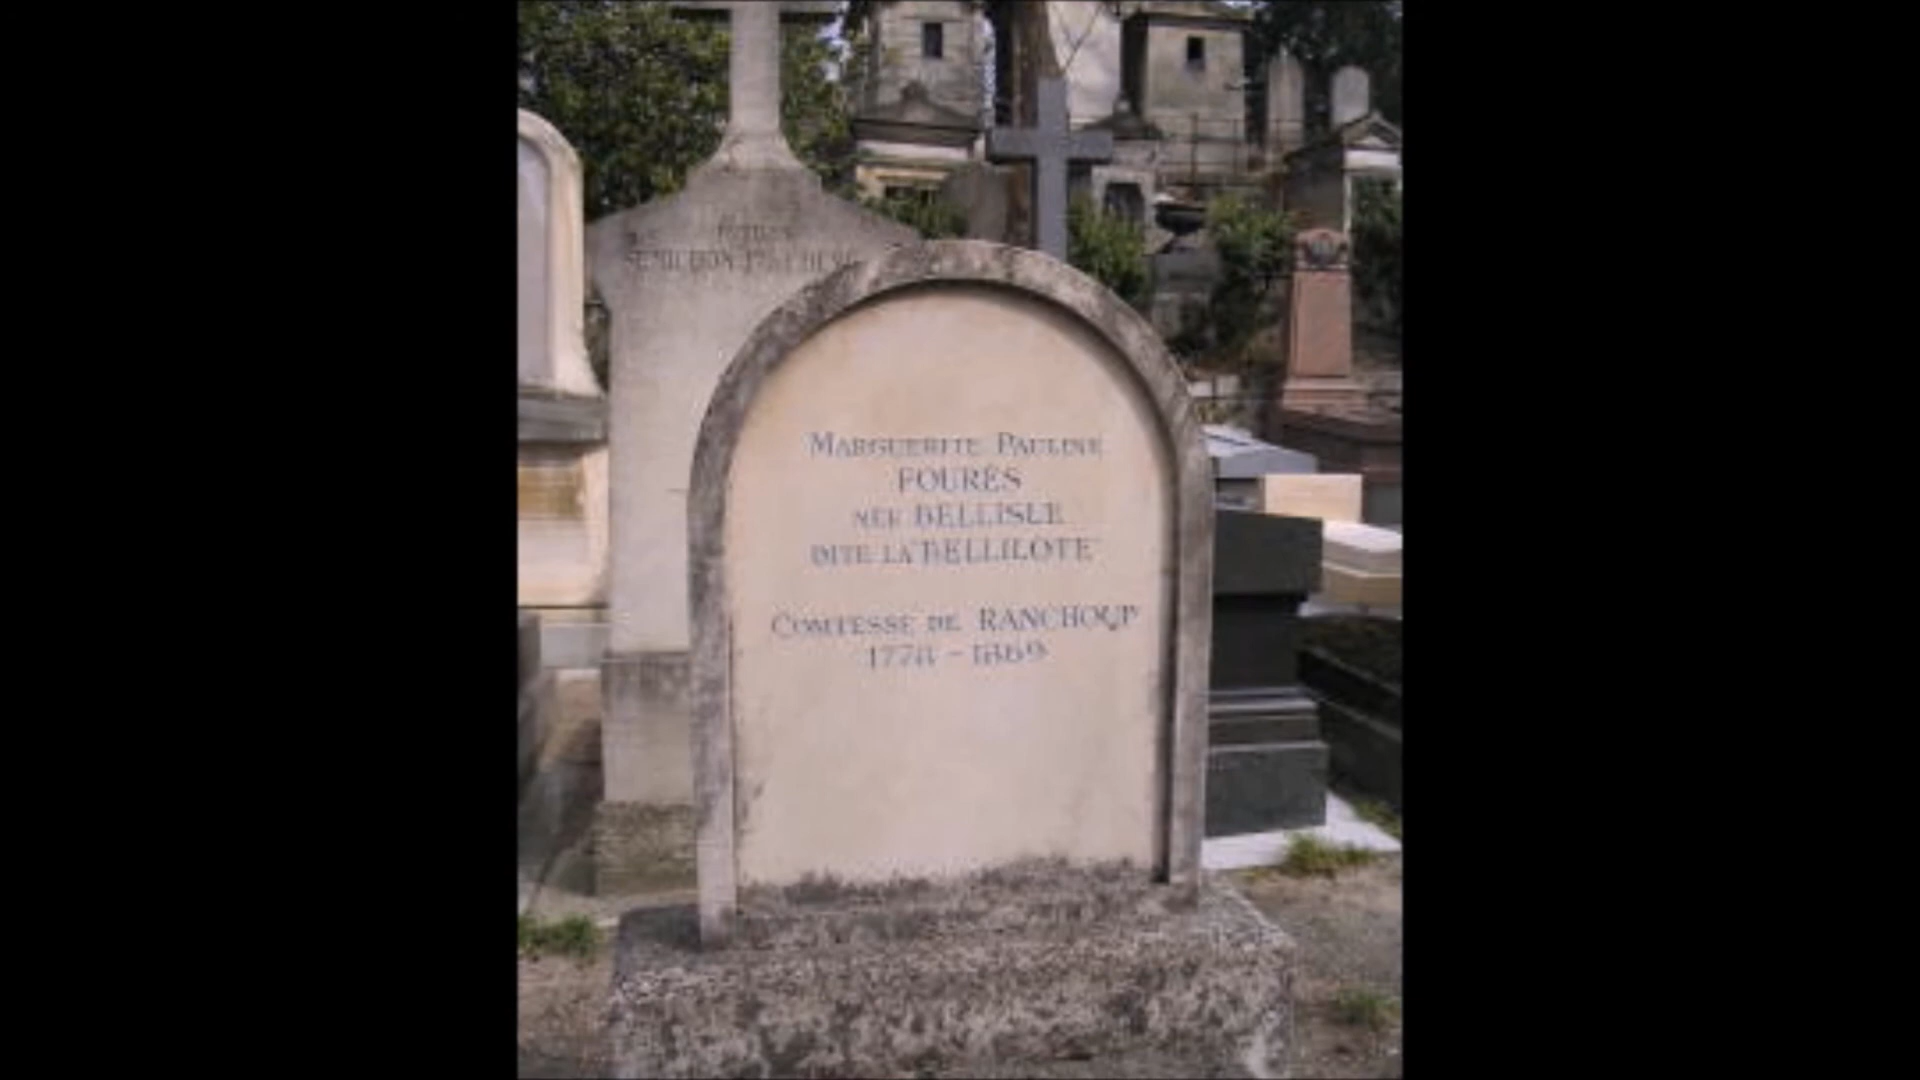 MARGUERITE PAULINE
FOURÈS
NÉE BELLISLE
DITE LA "BELLILOTE"
COMTESSE DE RANCHOUP
1778 - 1869